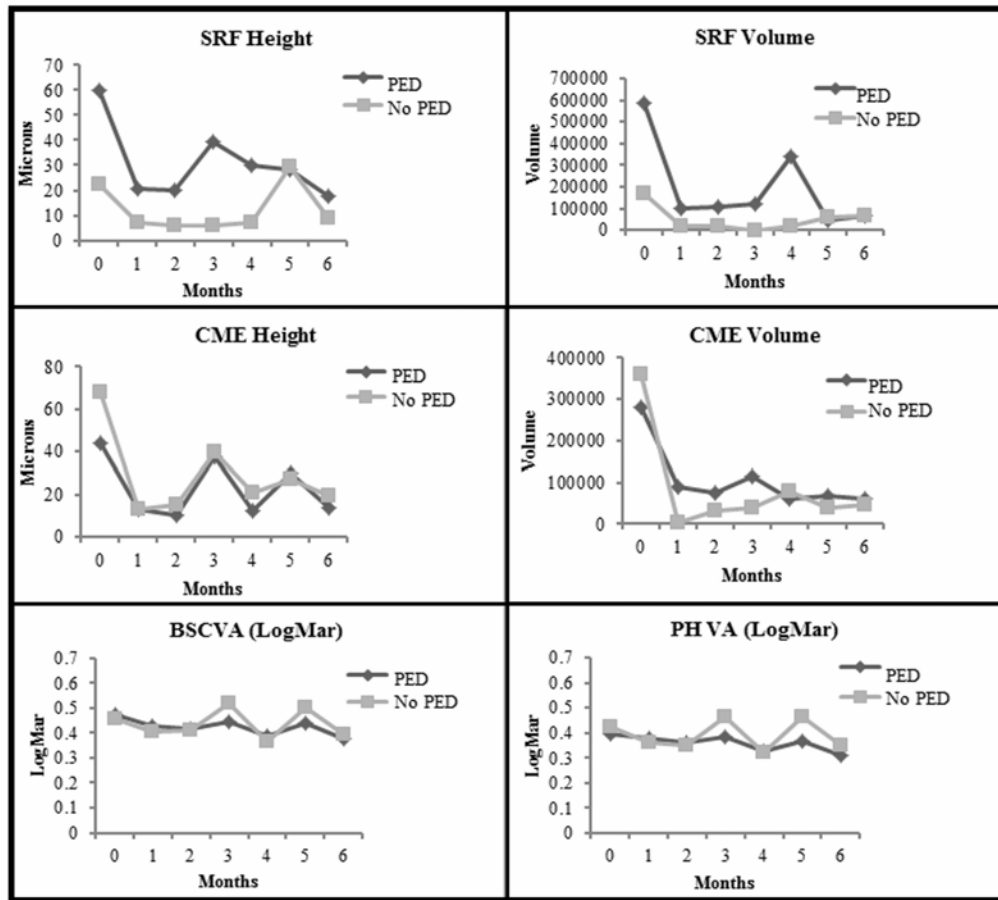 SRF Height
70
60
50
40
30
20
10
0
Microns
0 1 2 3 4 5 6
Months
PED
No PED
SRF Volume
700000
600000
500000
400000
300000
200000
100000
0
Volume
0 1 2 3 4 5 6
Months
PED
No PED
CME Height
80
60
40
20
0
Microns
0 1 2 3 4 5 6
Months
PED
No PED
CME Volume
400000
300000
200000
100000
0
Volume
0 1 2 3 4 5 6
Months
PED
No PED
BSCVA (LogMar)
0.7
0.6
0.5
0.4
0.3
0.2
0.1
0
LogMar
0 1 2 3 4 5 6
Months
PED
No PED
PH VA (LogMar)
0.7
0.6
0.5
0.4
0.3
0.2
0.1
0
LogMar
0 1 2 3 4 5 6
Months
PED
No PED